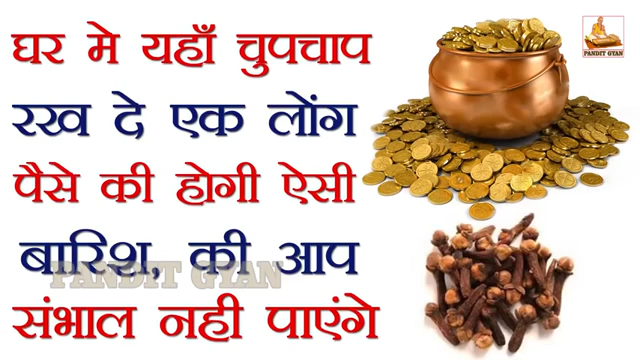 घर मे यहाँ चुपचाप
रख दे एक लोंग
पैसे की होगी ऐसी
बारिश, की आप
संभाल नही पाएंगे
PANDIT GYAN
PANDIT GYAN